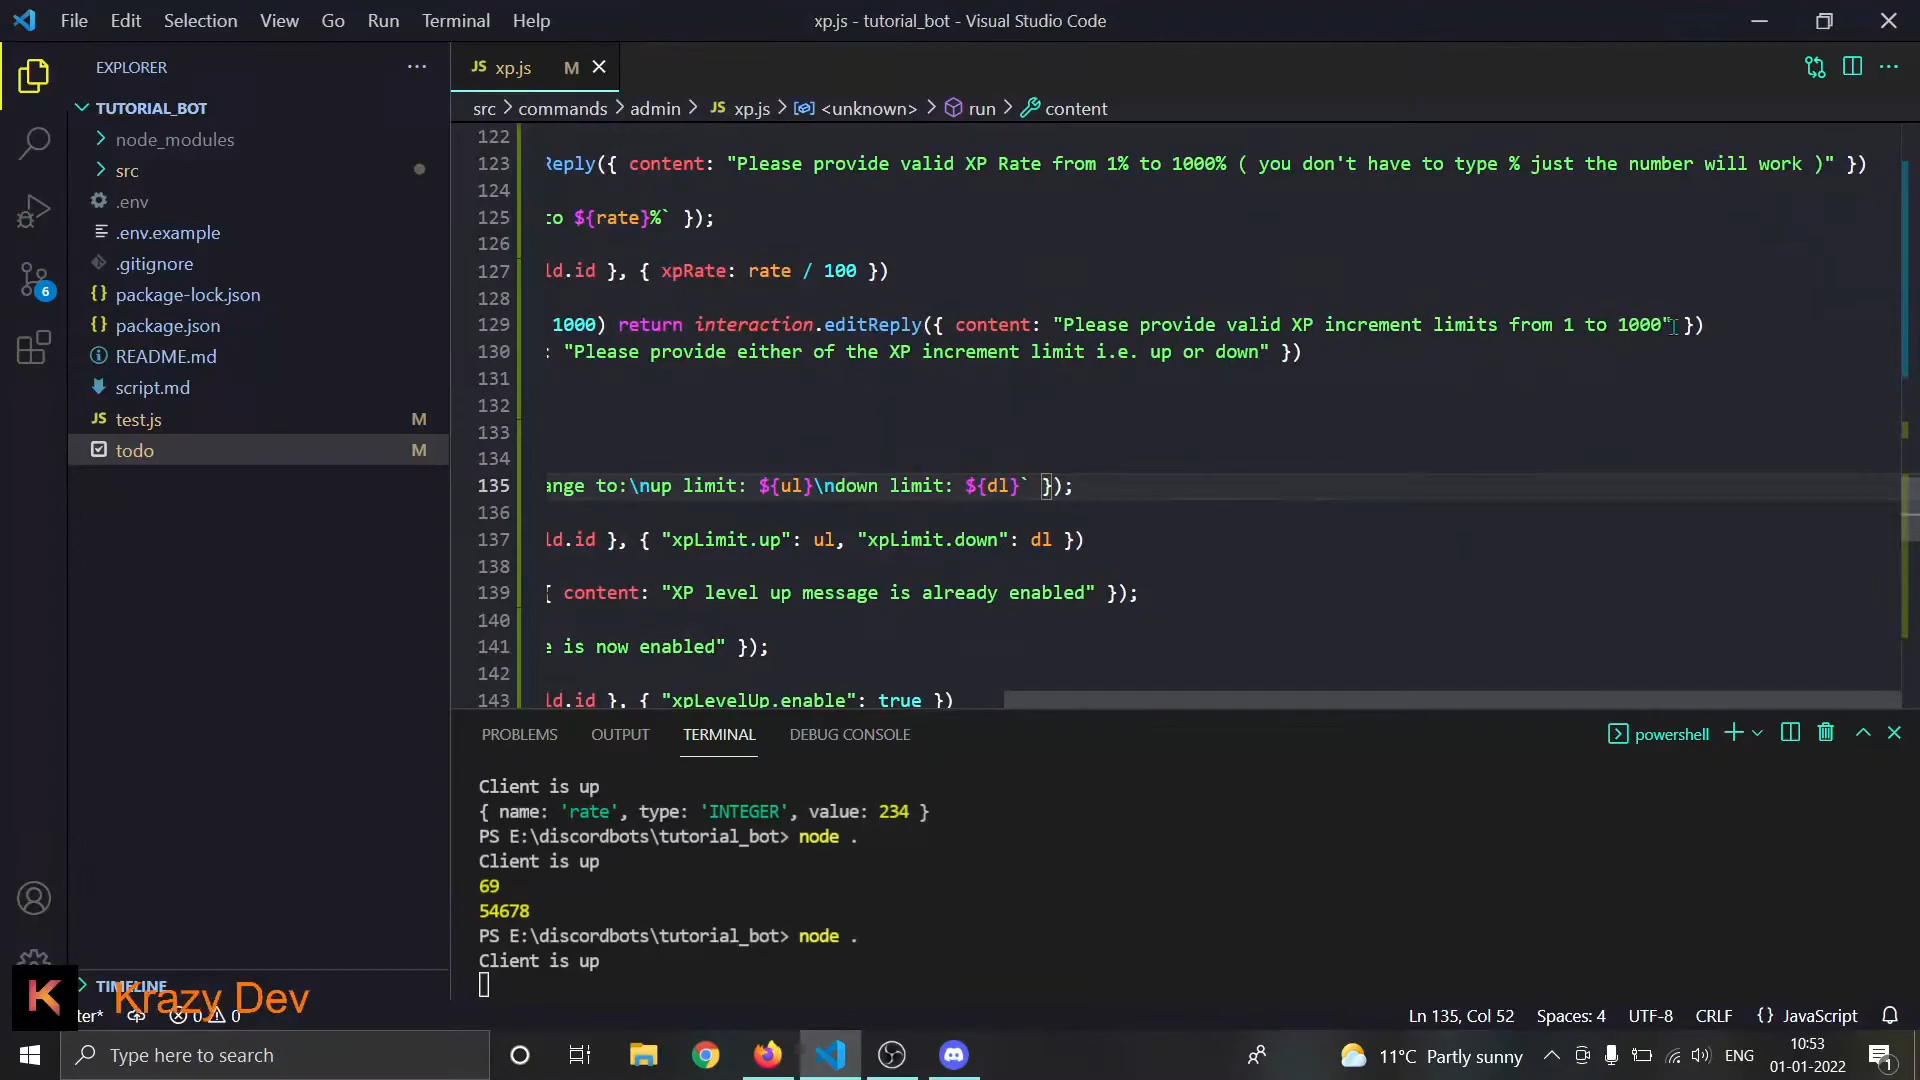 File Edit Selection View Go Run Terminal Help
xp.js - tutorial_bot - Visual Studio Code
EXPLORER
JS xp.js M
TUTORIAL_BOT
src > commands > admin > JS xp.js > <unknown> > run > content
node_modules
src
.env
.env.example
.gitignore
{} package-lock.json
{} package.json
README.md
script.md
JS test.js M
todo M
6
TIMELINE
122
123 Reply({ content: "Please provide valid XP Rate from 1% to 1000% ( you don't have to type % just the number will work )" })
124
125 to ${rate}%` });
126
127 ld.id }, { xpRate: rate / 100 })
128
129 1000) return interaction.editReply({ content: "Please provide valid XP increment limits from 1 to 1000" })
130 : "Please provide either of the XP increment limit i.e. up or down" })
131
132
133
134
135 ange to:\nup limit: ${ul}\ndown limit: ${dl}` });
136
137 ld.id }, { "xpLimit.up": ul, "xpLimit.down": dl })
138
139 { content: "XP level up message is already enabled" });
140
141 e is now enabled" });
142
143 ld.id }, { "xpLevelUp.enable": true })
PROBLEMS OUTPUT TERMINAL DEBUG CONSOLE
powershell
Client is up
{ name: 'rate', type: 'INTEGER', value: 234 }
PS E:\discordbots\tutorial_bot> node .
Client is up
69
54678
PS E:\discordbots\tutorial_bot> node .
Client is up
K Krazy Dev
ter* 0 0
Ln 135, Col 52 Spaces: 4 UTF-8 CRLF {} JavaScript
Type here to search
11°C Partly sunny
ENG
10:53
01-01-2022
1